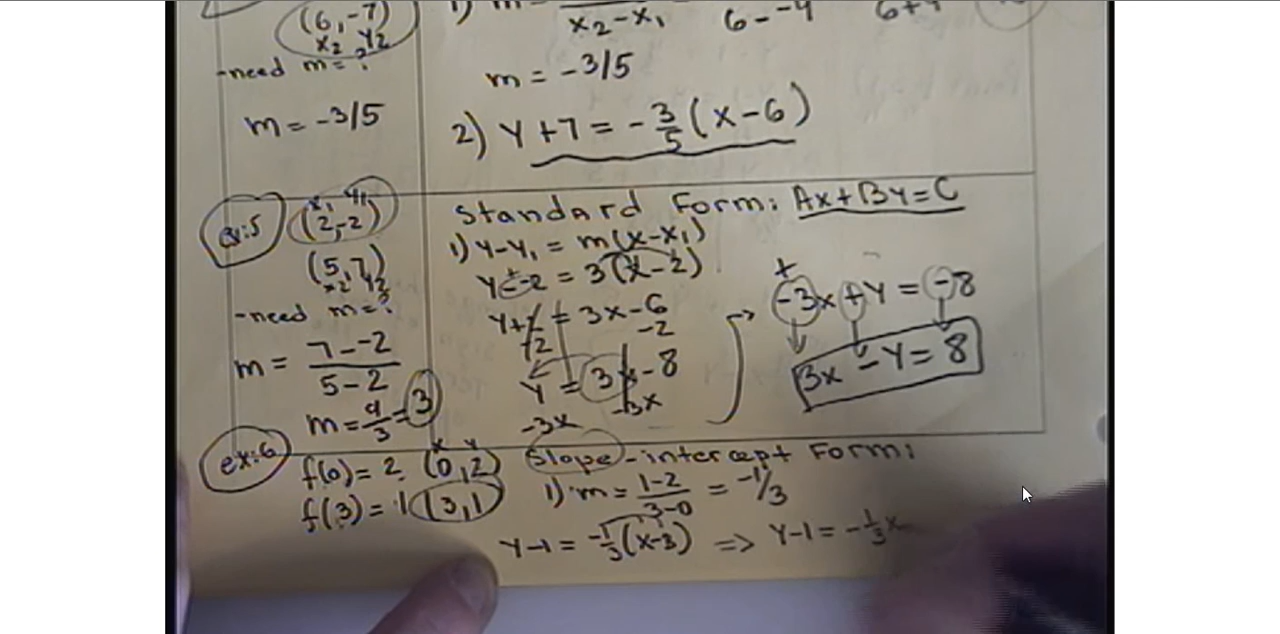 (6,-7)
x₂ y₂
-need m=?
m = -3/5
1) m =
x₂-x₁
6--4
6+4
m = -3/5
2) y+7 = -3/5(x-6)
ex:5
x₁ y₁
(2,-2)
(5,7)
x₂ y₂
-need m=?
m = 7--2/5-2
m = 9/3 = 3
Standard Form: Ax+By=C
1) y-y₁ = m(x-x₁)
y--2 = 3(x-2)
y+2 = 3x-6
-2 -2
y = 3x-8
-3x -3x
-3x+y = -8
3x-y=8
ex:6
f(0)=2 (0,2)
x y
f(3)=1 (3,1)
Slope-intercept Form:
1) m = 1-2/3-0 = -1/3
y-1 = -1/3(x-3) => y-1 = -1/3x